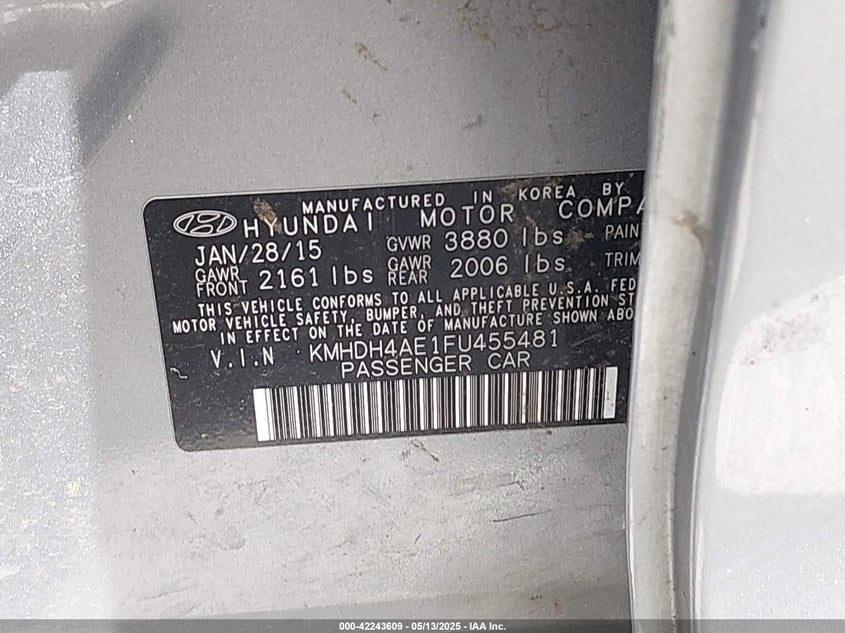 MANUFACTURED IN KOREA BY
HYUNDAI MOTOR COMPA
JAN/28/15 GVWR 3880 lbs PAIN
GAWR FRONT 2161 lbs GAWR REAR 2006 lbs TRIM
THIS VEHICLE CONFORMS TO ALL APPLICABLE U.S.A. FED
MOTOR VEHICLE SAFETY, BUMPER, AND THEFT PREVENTION ST
IN EFFECT ON THE DATE OF MANUFACTURE SHOWN ABO
V.I.N KMHDH4AE1FU455481
PASSENGER CAR
000-42243609 - 05/13/2025 - IAA Inc.